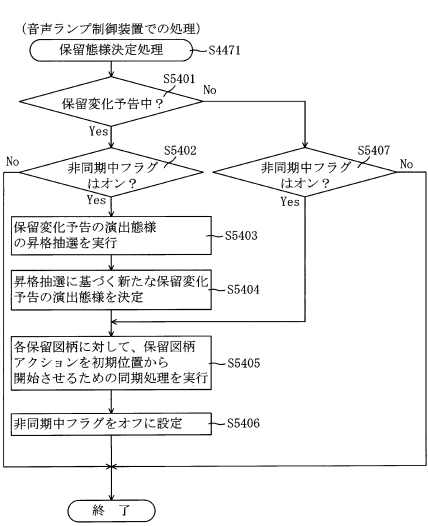 (音声ランプ制御装置での処理)
保留態様決定処理
S4471
S5401
保留変化予告中?
No
Yes
S5402
No
非同期中フラグ
はオン?
Yes
S5407
非同期中フラグ
はオン?
No
Yes
保留変化予告の演出態様
の昇格抽選を実行
S5403
昇格抽選に基づく新たな保留変化
予告の演出態様を決定
S5404
各保留図柄に対して、保留図柄
アクションを初期位置から
開始させるための同期処理を実行
S5405
非同期中フラグをオフに設定
S5406
終 了